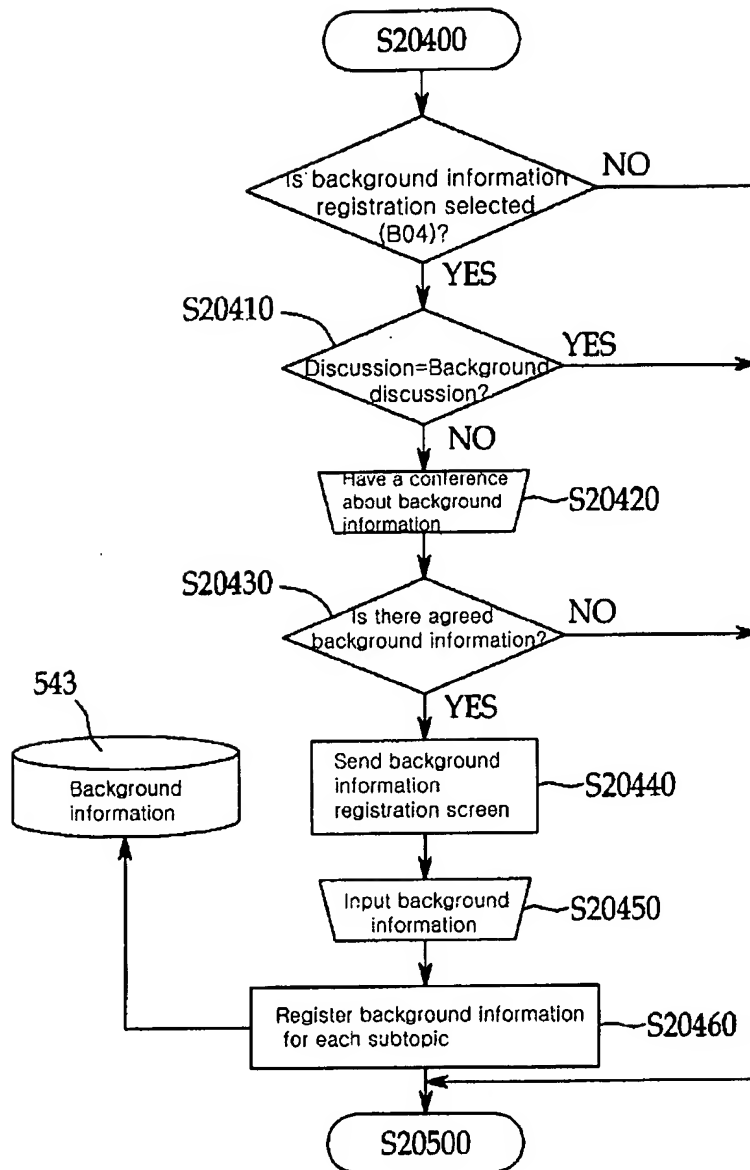 S20400
Is background information
registration selected
(B04)?
NO
YES
S20410
Discussion=Background
discussion?
YES
NO
Have a conference
about background
information
S20420
S20430
Is there agreed
background information?
NO
YES
543
Background
information
Send background
information
registration screen
S20440
Input background
information
S20450
Register background information
for each subtopic
S20460
S20500